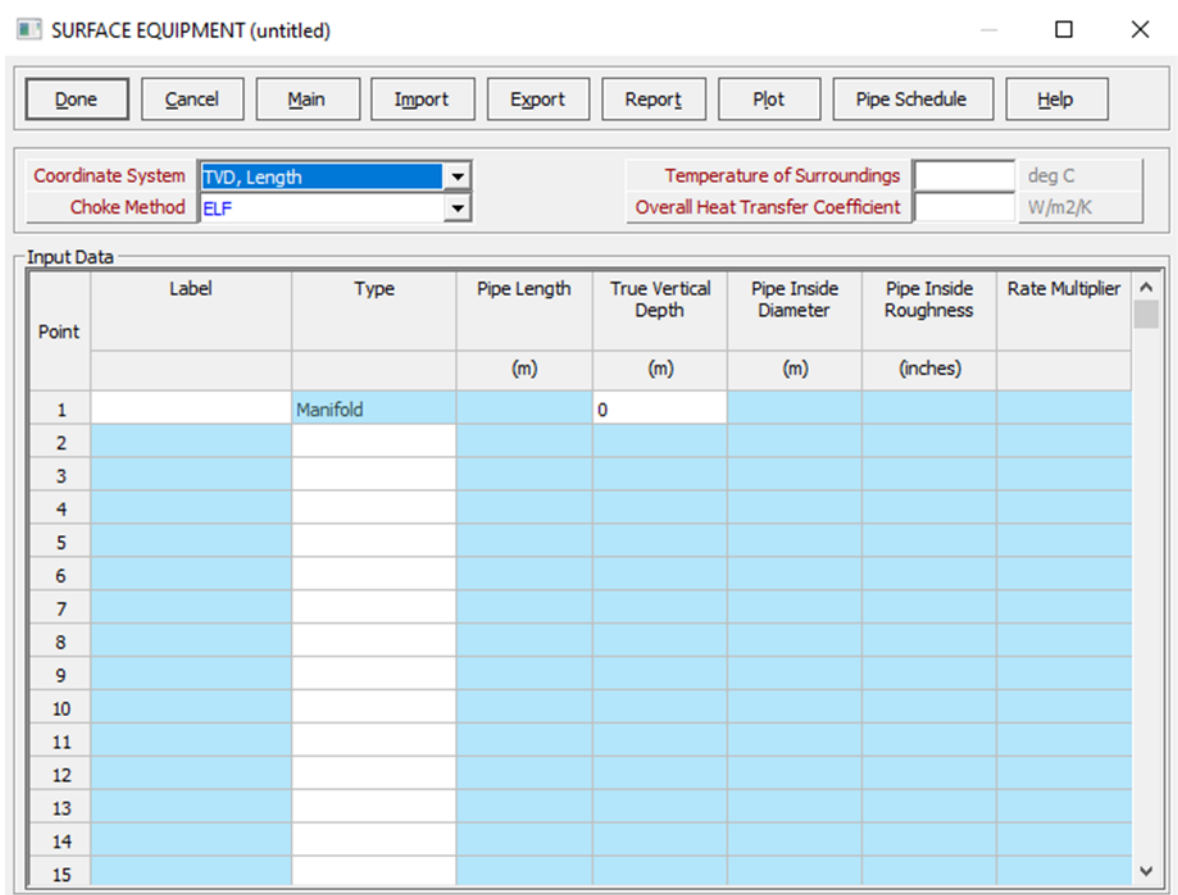 SURFACE EQUIPMENT (untitled)
Done Cancel Main Import Export Report Plot Pipe Schedule Help
Coordinate System TVD, Length Temperature of Surroundings deg C
Choke Method ELF Overall Heat Transfer Coefficient W/m2/K
Input Data
Point Label Type Pipe Length True Vertical Depth Pipe Inside Diameter Pipe Inside Roughness Rate Multiplier
(m) (m) (m) (inches)
1 Manifold 0
2
3
4
5
6
7
8
9
10
11
12
13
14
15